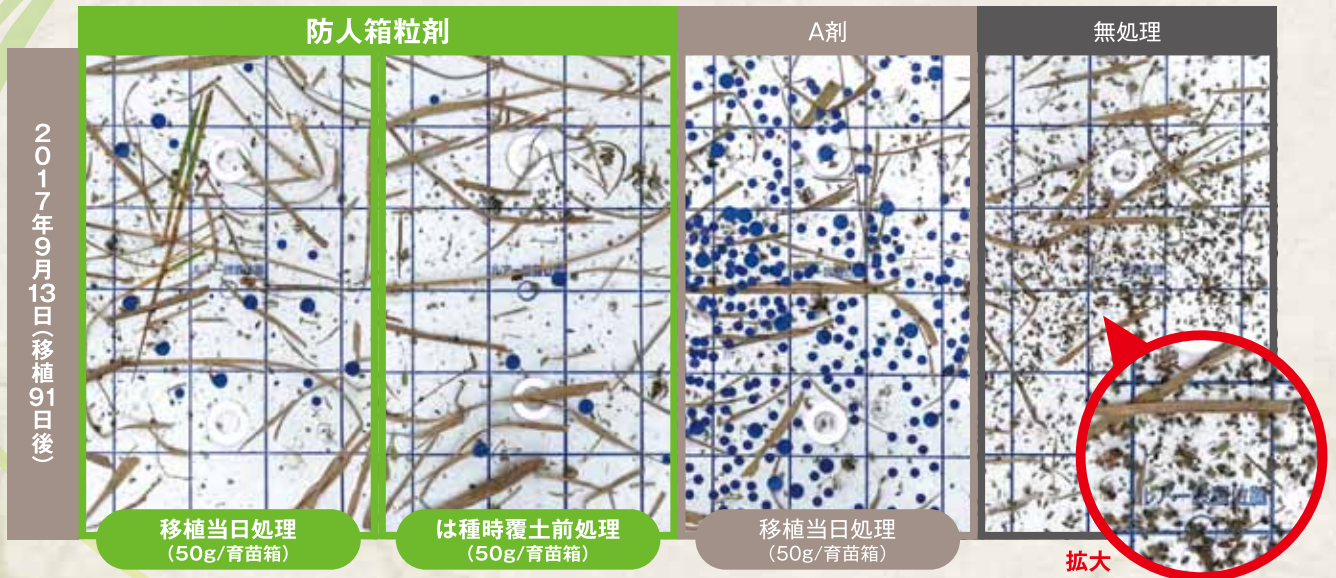 防人箱粒剤
A剤
無処理
2017年9月13日(移植91日後)
移植当日処理
(50g/育苗箱)
は種時覆土前処理
(50g/育苗箱)
移植当日処理
(50g/育苗箱)
拡大